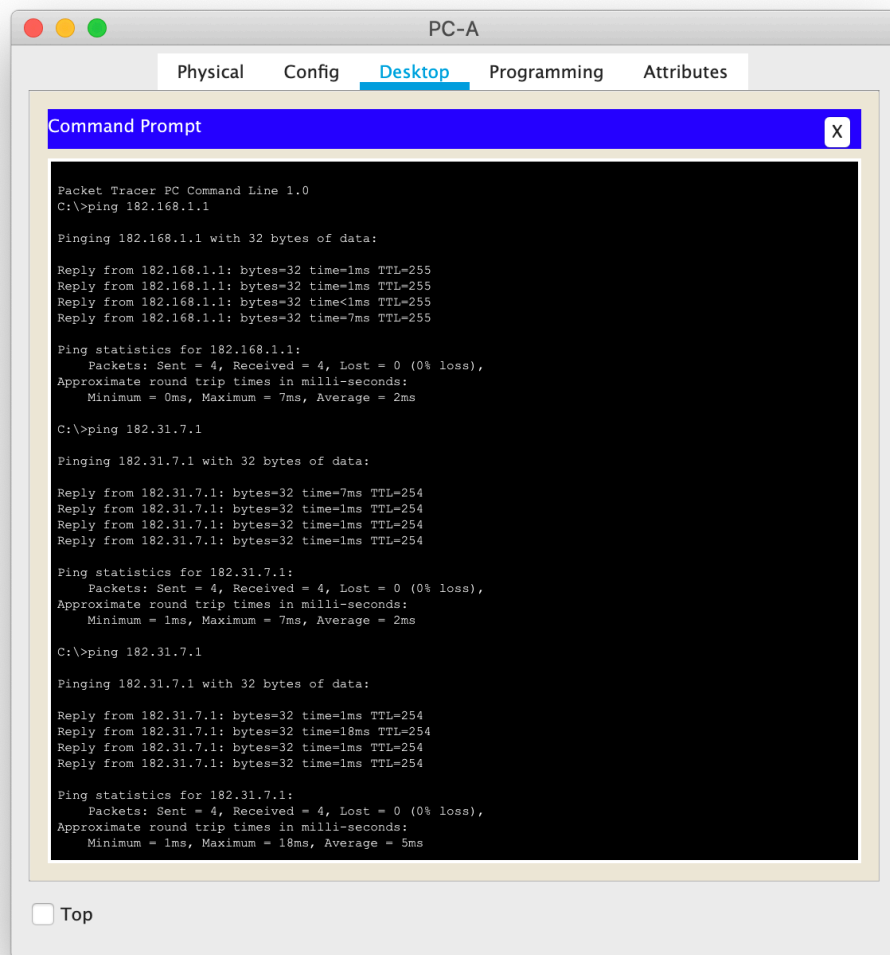 PC-A
Physical Config Desktop Programming Attributes
Command Prompt
X
Packet Tracer PC Command Line 1.0
C:\>ping 182.168.1.1
Pinging 182.168.1.1 with 32 bytes of data:
Reply from 182.168.1.1: bytes=32 time=1ms TTL=255
Reply from 182.168.1.1: bytes=32 time=1ms TTL=255
Reply from 182.168.1.1: bytes=32 time<1ms TTL=255
Reply from 182.168.1.1: bytes=32 time=7ms TTL=255
Ping statistics for 182.168.1.1:
Packets: Sent = 4, Received = 4, Lost = 0 (0% loss),
Approximate round trip times in milli-seconds:
Minimum = 0ms, Maximum = 7ms, Average = 2ms
C:\>ping 182.31.7.1
Pinging 182.31.7.1 with 32 bytes of data:
Reply from 182.31.7.1: bytes=32 time=7ms TTL=254
Reply from 182.31.7.1: bytes=32 time=1ms TTL=254
Reply from 182.31.7.1: bytes=32 time=1ms TTL=254
Reply from 182.31.7.1: bytes=32 time=1ms TTL=254
Ping statistics for 182.31.7.1:
Packets: Sent = 4, Received = 4, Lost = 0 (0% loss),
Approximate round trip times in milli-seconds:
Minimum = 1ms, Maximum = 7ms, Average = 2ms
C:\>ping 182.31.7.1
Pinging 182.31.7.1 with 32 bytes of data:
Reply from 182.31.7.1: bytes=32 time=1ms TTL=254
Reply from 182.31.7.1: bytes=32 time=18ms TTL=254
Reply from 182.31.7.1: bytes=32 time=1ms TTL=254
Reply from 182.31.7.1: bytes=32 time=1ms TTL=254
Ping statistics for 182.31.7.1:
Packets: Sent = 4, Received = 4, Lost = 0 (0% loss),
Approximate round trip times in milli-seconds:
Minimum = 1ms, Maximum = 18ms, Average = 5ms
Top